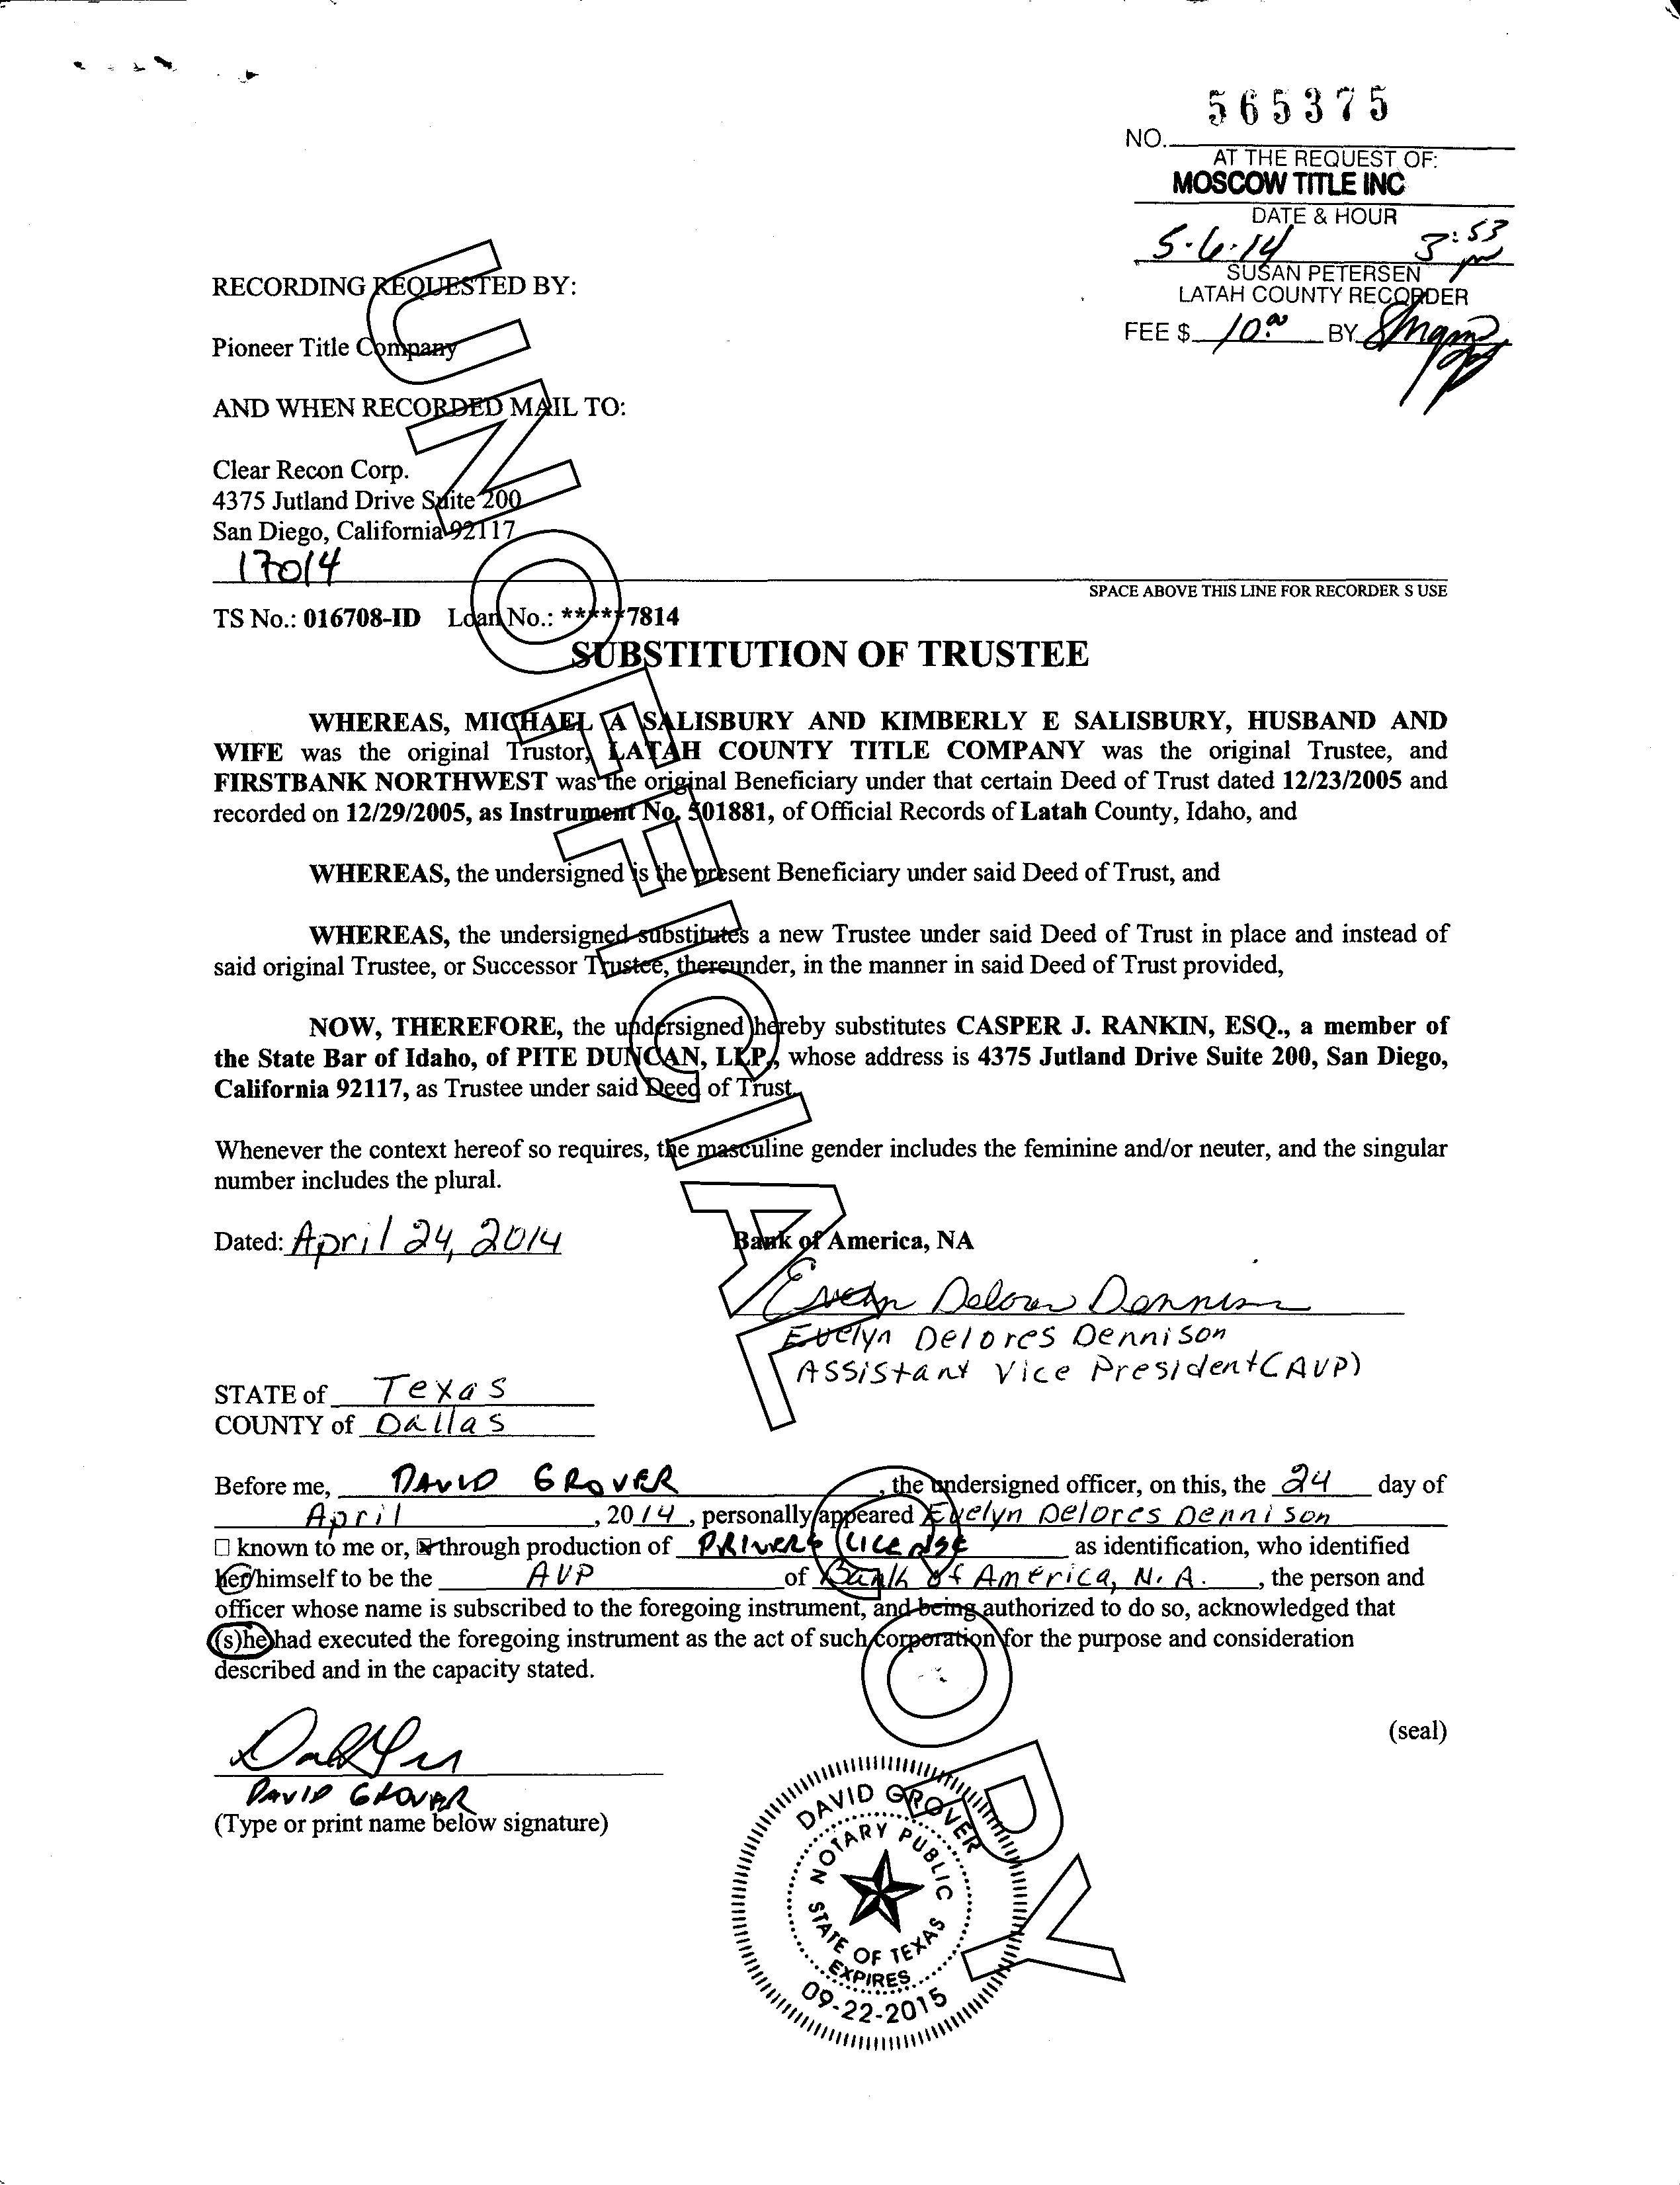 565375
NO.
AT THE REQUEST OF:
MOSCOW TITLE INC
DATE & HOUR
5-6-14 3:53 pm
SUSAN PETERSEN
LATAH COUNTY RECORDER
FEE $ 10.00 BY
RECORDING REQUESTED BY:
Pioneer Title Company
AND WHEN RECORDED MAIL TO:
Clear Recon Corp.
4375 Jutland Drive Suite 200
San Diego, California 92117
17014
SPACE ABOVE THIS LINE FOR RECORDER S USE
TS No.: 016708-ID Loan No.: *****7814
SUBSTITUTION OF TRUSTEE
WHEREAS, MICHAEL A SALISBURY AND KIMBERLY E SALISBURY, HUSBAND AND
WIFE was the original Trustor, LATAH COUNTY TITLE COMPANY was the original Trustee, and
FIRSTBANK NORTHWEST was the original Beneficiary under that certain Deed of Trust dated 12/23/2005 and
recorded on 12/29/2005, as Instrument No. 501881, of Official Records of Latah County, Idaho, and
WHEREAS, the undersigned is the present Beneficiary under said Deed of Trust, and
WHEREAS, the undersigned substitutes a new Trustee under said Deed of Trust in place and instead of
said original Trustee, or Successor Trustee, thereunder, in the manner in said Deed of Trust provided,
NOW, THEREFORE, the undersigned hereby substitutes CASPER J. RANKIN, ESQ., a member of
the State Bar of Idaho, of PITE DUNCAN, LLP, whose address is 4375 Jutland Drive Suite 200, San Diego,
California 92117, as Trustee under said Deed of Trust.
Whenever the context hereof so requires, the masculine gender includes the feminine and/or neuter, and the singular
number includes the plural.
Dated: April 24, 2014 Bank of America, NA
Evelyn Delores Dennison
Evelyn Delores Dennison
Assistant Vice President (AVP)
STATE of Texas
COUNTY of Dallas
Before me, DAVID GROVER, the undersigned officer, on this, the 24 day of
April, 2014, personally appeared Evelyn Delores Dennison
☐ known to me or, ☒ through production of DRIVERS LICENSE as identification, who identified
her/himself to be the AVP of Bank of America, N.A., the person and
officer whose name is subscribed to the foregoing instrument, and being authorized to do so, acknowledged that
(s)he had executed the foregoing instrument as the act of such corporation for the purpose and consideration
described and in the capacity stated.
(seal)
DAVID GROVER
(Type or print name below signature)
DAVID GROVER
NOTARY PUBLIC
STATE OF TEXAS
EXPIRES
09-22-2015
UNOFFICIAL COPY